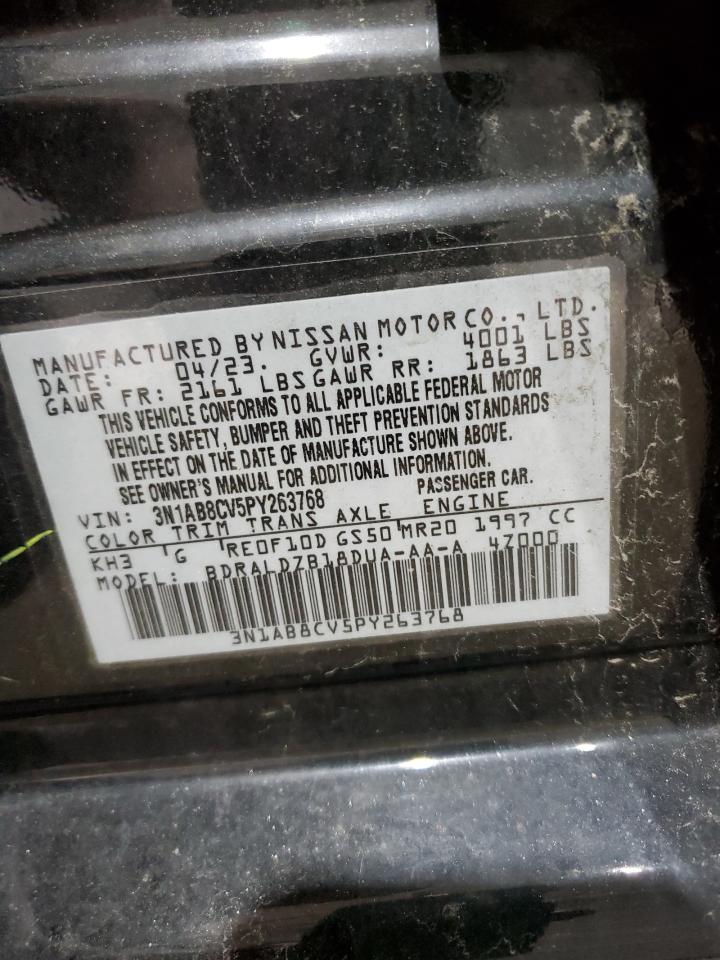 MANUFACTURED BY NISSAN MOTOR CO., LTD.
DATE: 04/23. GVWR: 4001 LBS
GAWR FR: 2161 LBS GAWR RR: 1863 LBS
THIS VEHICLE CONFORMS TO ALL APPLICABLE FEDERAL MOTOR
VEHICLE SAFETY, BUMPER AND THEFT PREVENTION STANDARDS
IN EFFECT ON THE DATE OF MANUFACTURE SHOWN ABOVE.
SEE OWNER'S MANUAL FOR ADDITIONAL INFORMATION.
VIN: 3N1AB8CV5PY263768 PASSENGER CAR.
COLOR TRIM TRANS AXLE ENGINE
KH3 G RE0F10D GS50 MR20 1997 CC
MODEL: BDRALDZB18DUA-AA-A 4Z000
3N1AB8CV5PY263768